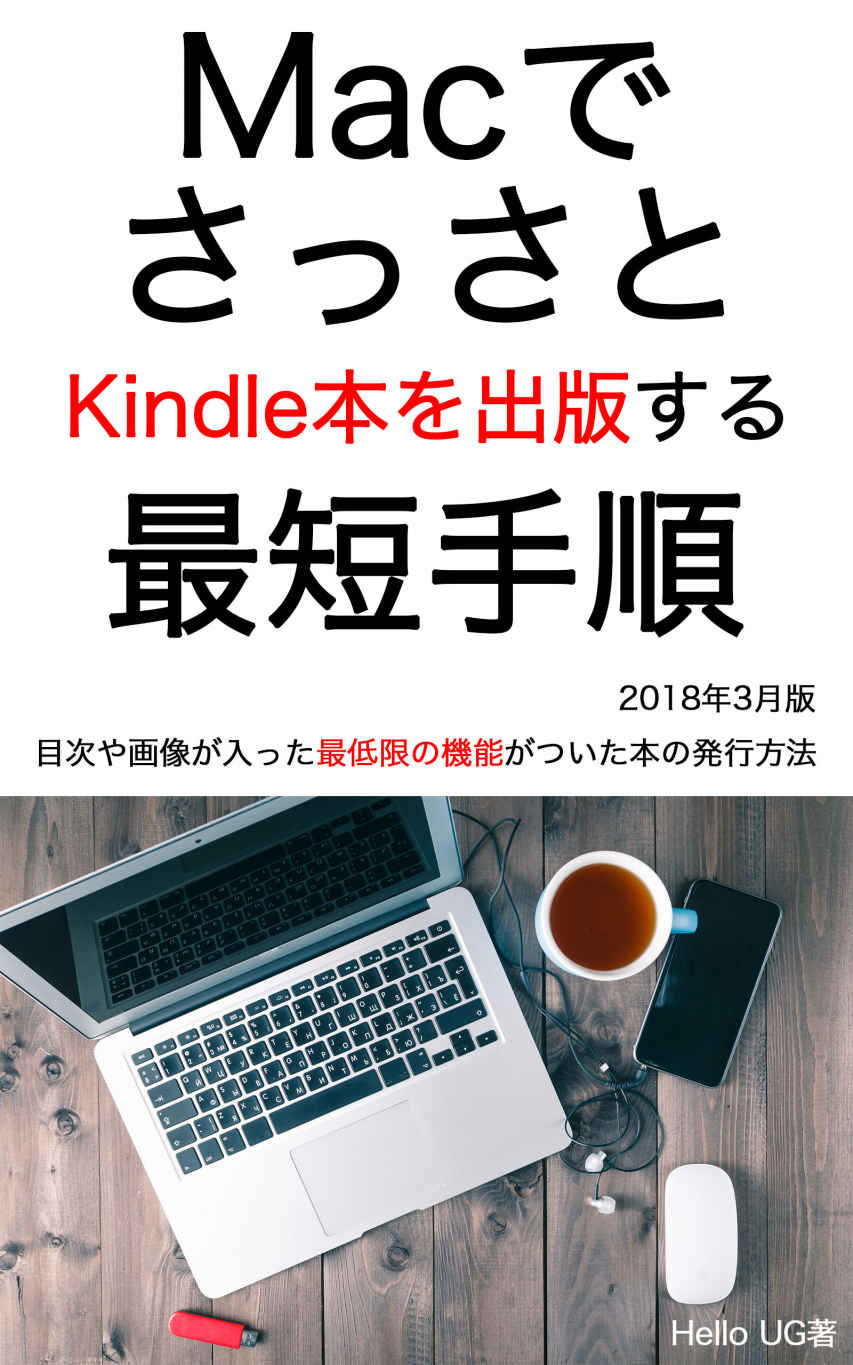 Macで
さっさと
Kindle本を出版する
最短手順
2018年3月版
目次や画像が入った最低限の機能がついた本の発行方法
Hello UG著